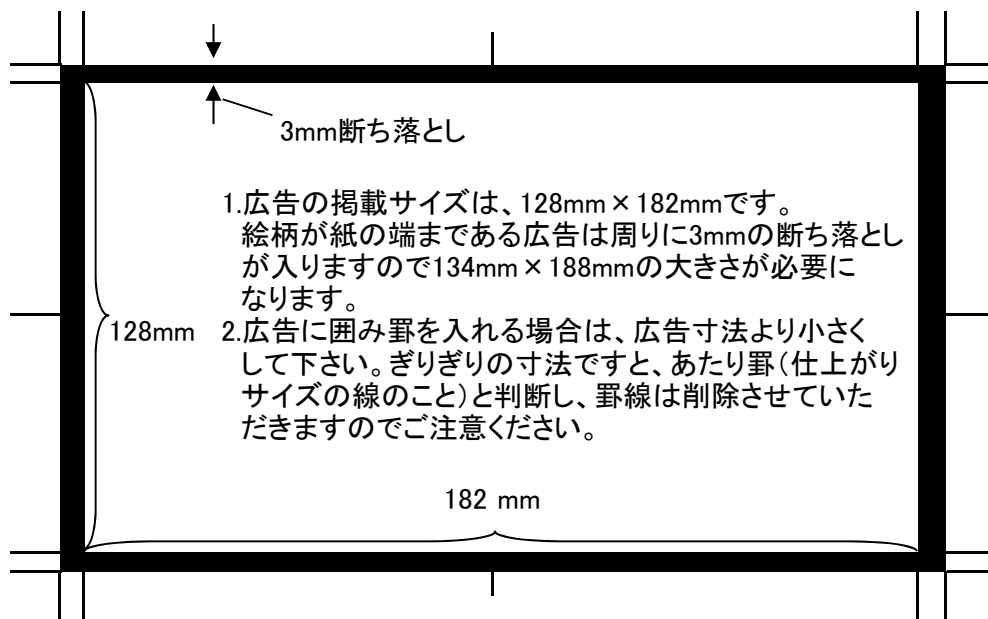 3mm断ち落とし
1.広告の掲載サイズは、128mm×182mmです。
絵柄が紙の端まである広告は周りに3mmの断ち落とし
が入りますので134mm×188mmの大きさが必要に
なります。
128mm
2.広告に囲み罫を入れる場合は、広告寸法より小さく
して下さい。ぎりぎりの寸法ですと、あたり罫(仕上がり
サイズの線のこと)と判断し、罫線は削除させていた
だきますのでご注意ください。
182 mm